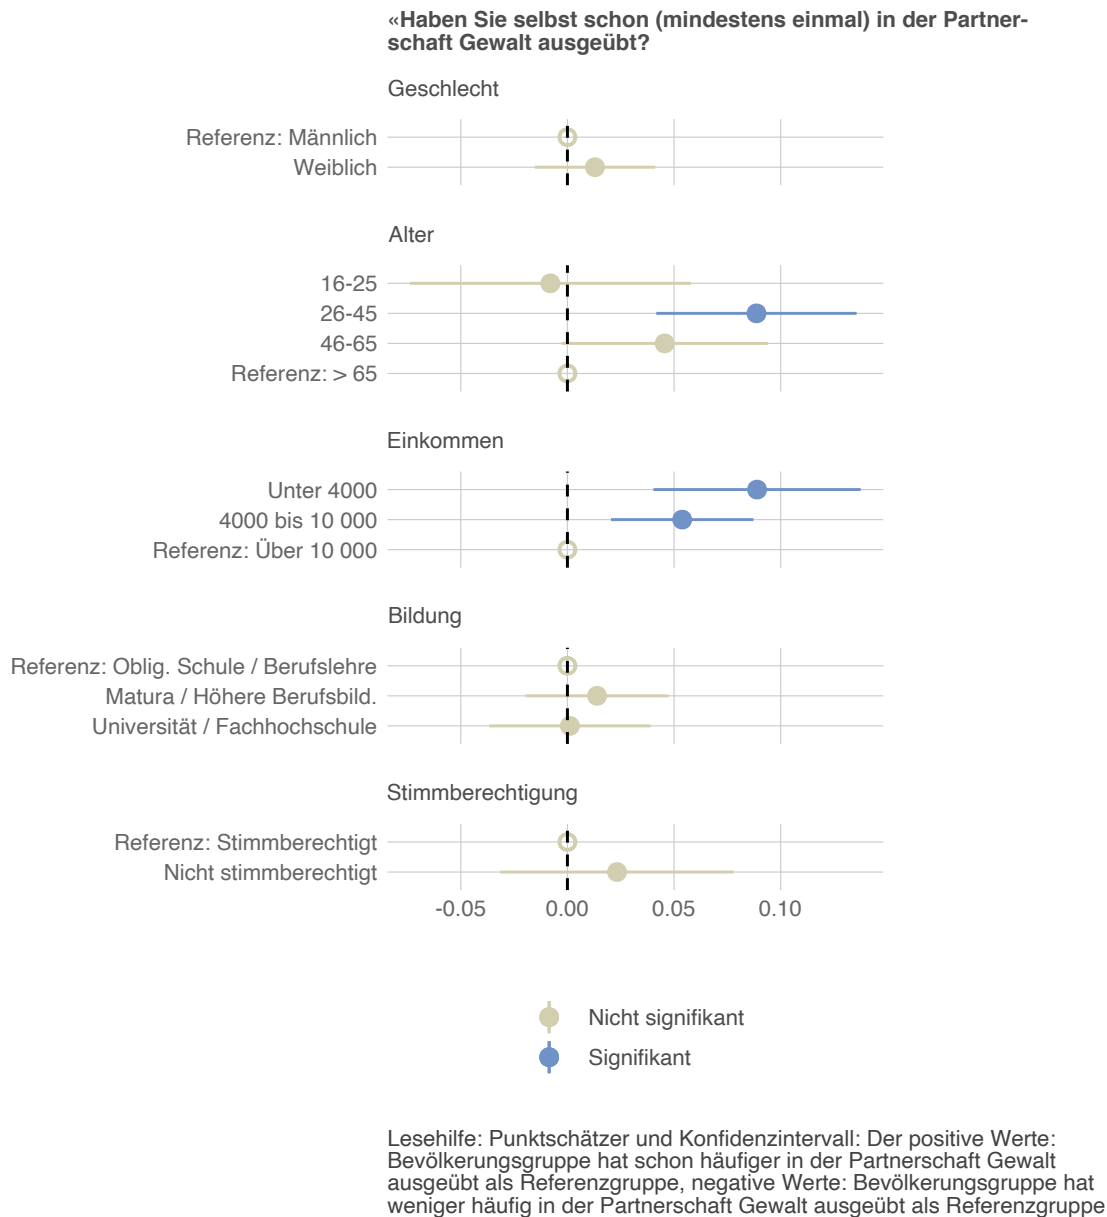 «Haben Sie selbst schon (mindestens einmal) in der Partner-
schaft Gewalt ausgeübt?
Geschlecht
Referenz: Männlich
Weiblich
Alter
16-25
26-45
46-65
Referenz: > 65
Einkommen
Unter 4000
4000 bis 10 000
Referenz: Über 10 000
Bildung
Referenz: Oblig. Schule / Berufslehre
Matura / Höhere Berufsbild.
Universität / Fachhochschule
Stimmberechtigung
Referenz: Stimmberechtigt
Nicht stimmberechtigt
-0.05 0.00 0.05 0.10
Nicht signifikant
Signifikant
Lesehilfe: Punktschätzer und Konfidenzintervall: Der positive Werte:
Bevölkerungsgruppe hat schon häufiger in der Partnerschaft Gewalt
ausgeübt als Referenzgruppe, negative Werte: Bevölkerungsgruppe hat
weniger häufig in der Partnerschaft Gewalt ausgeübt als Referenzgruppe